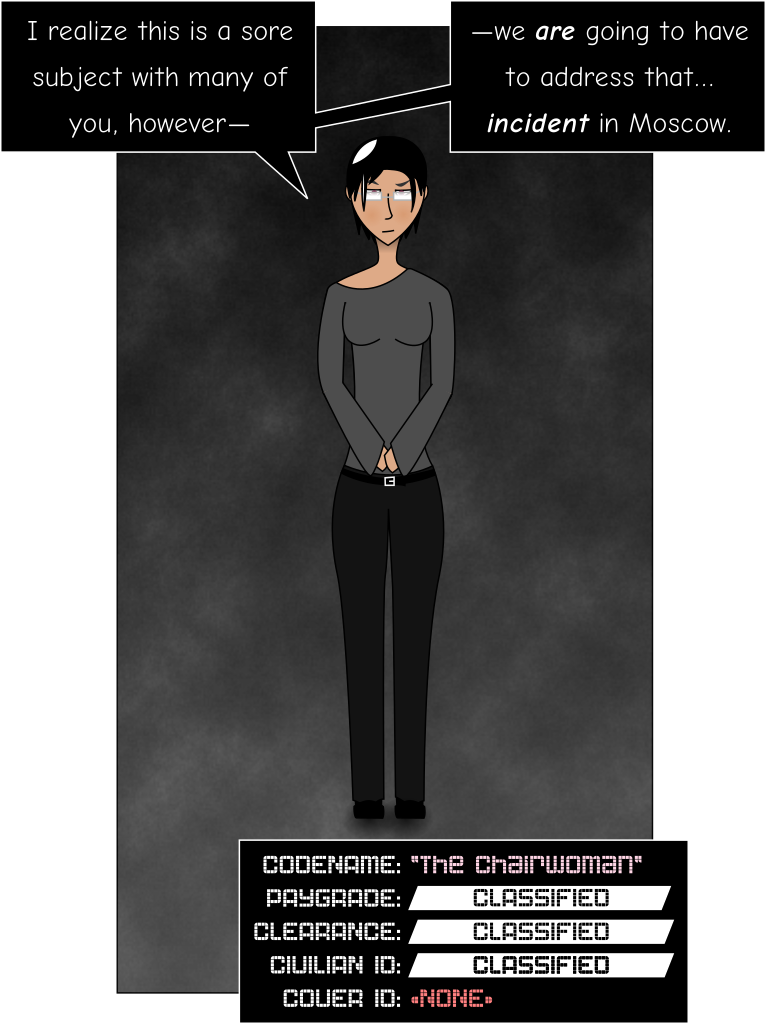 I realize this is a sore
subject with many of
you, however—
—we are going to have
to address that...
incident in Moscow.
CODENAME: "The Chairwoman"
PAYGRADE: CLASSIFIED
CLEARANCE: CLASSIFIED
CIVILIAN ID: CLASSIFIED
COVER ID: <NONE>